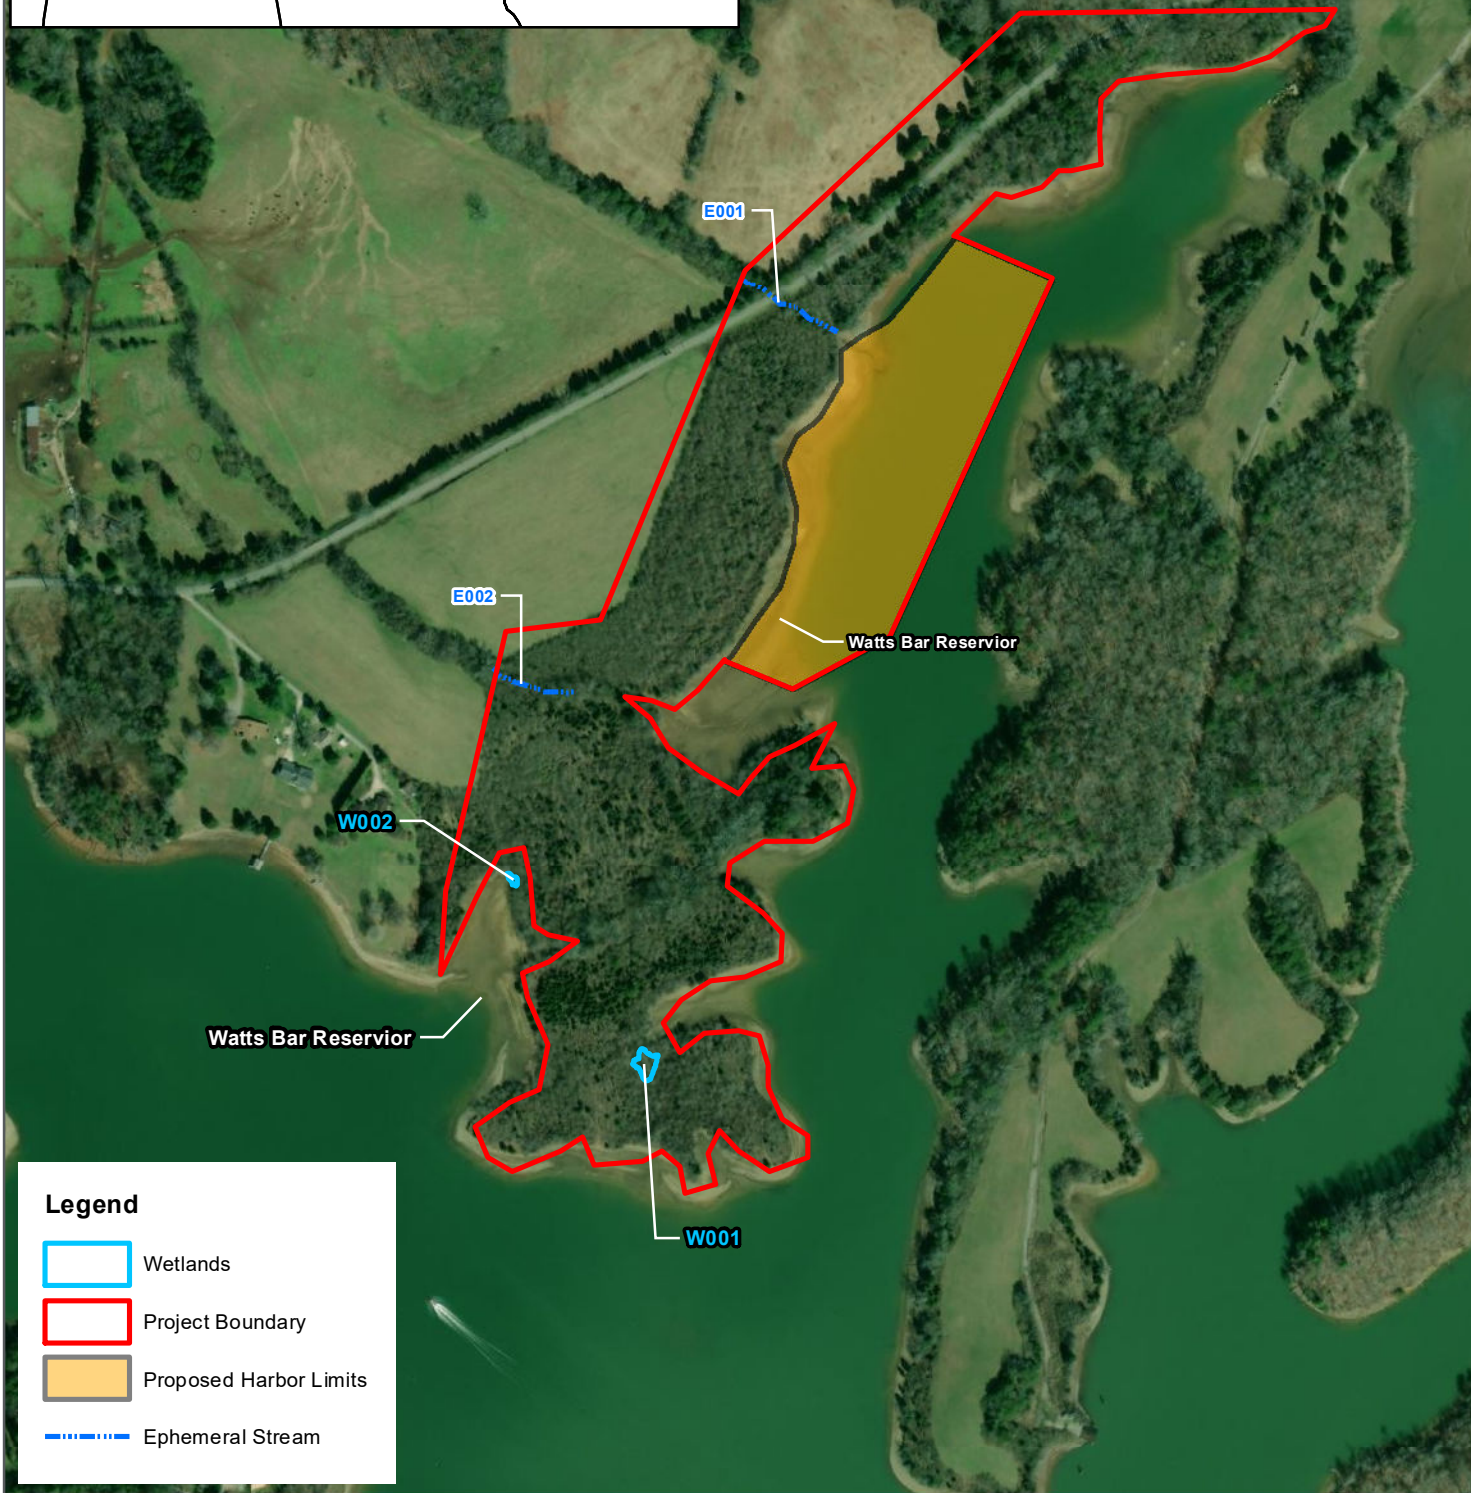 E001
E002
Watts Bar Reservior
W002
Watts Bar Reservior
W001
Legend
Wetlands
Project Boundary
Proposed Harbor Limits
Ephemeral Stream